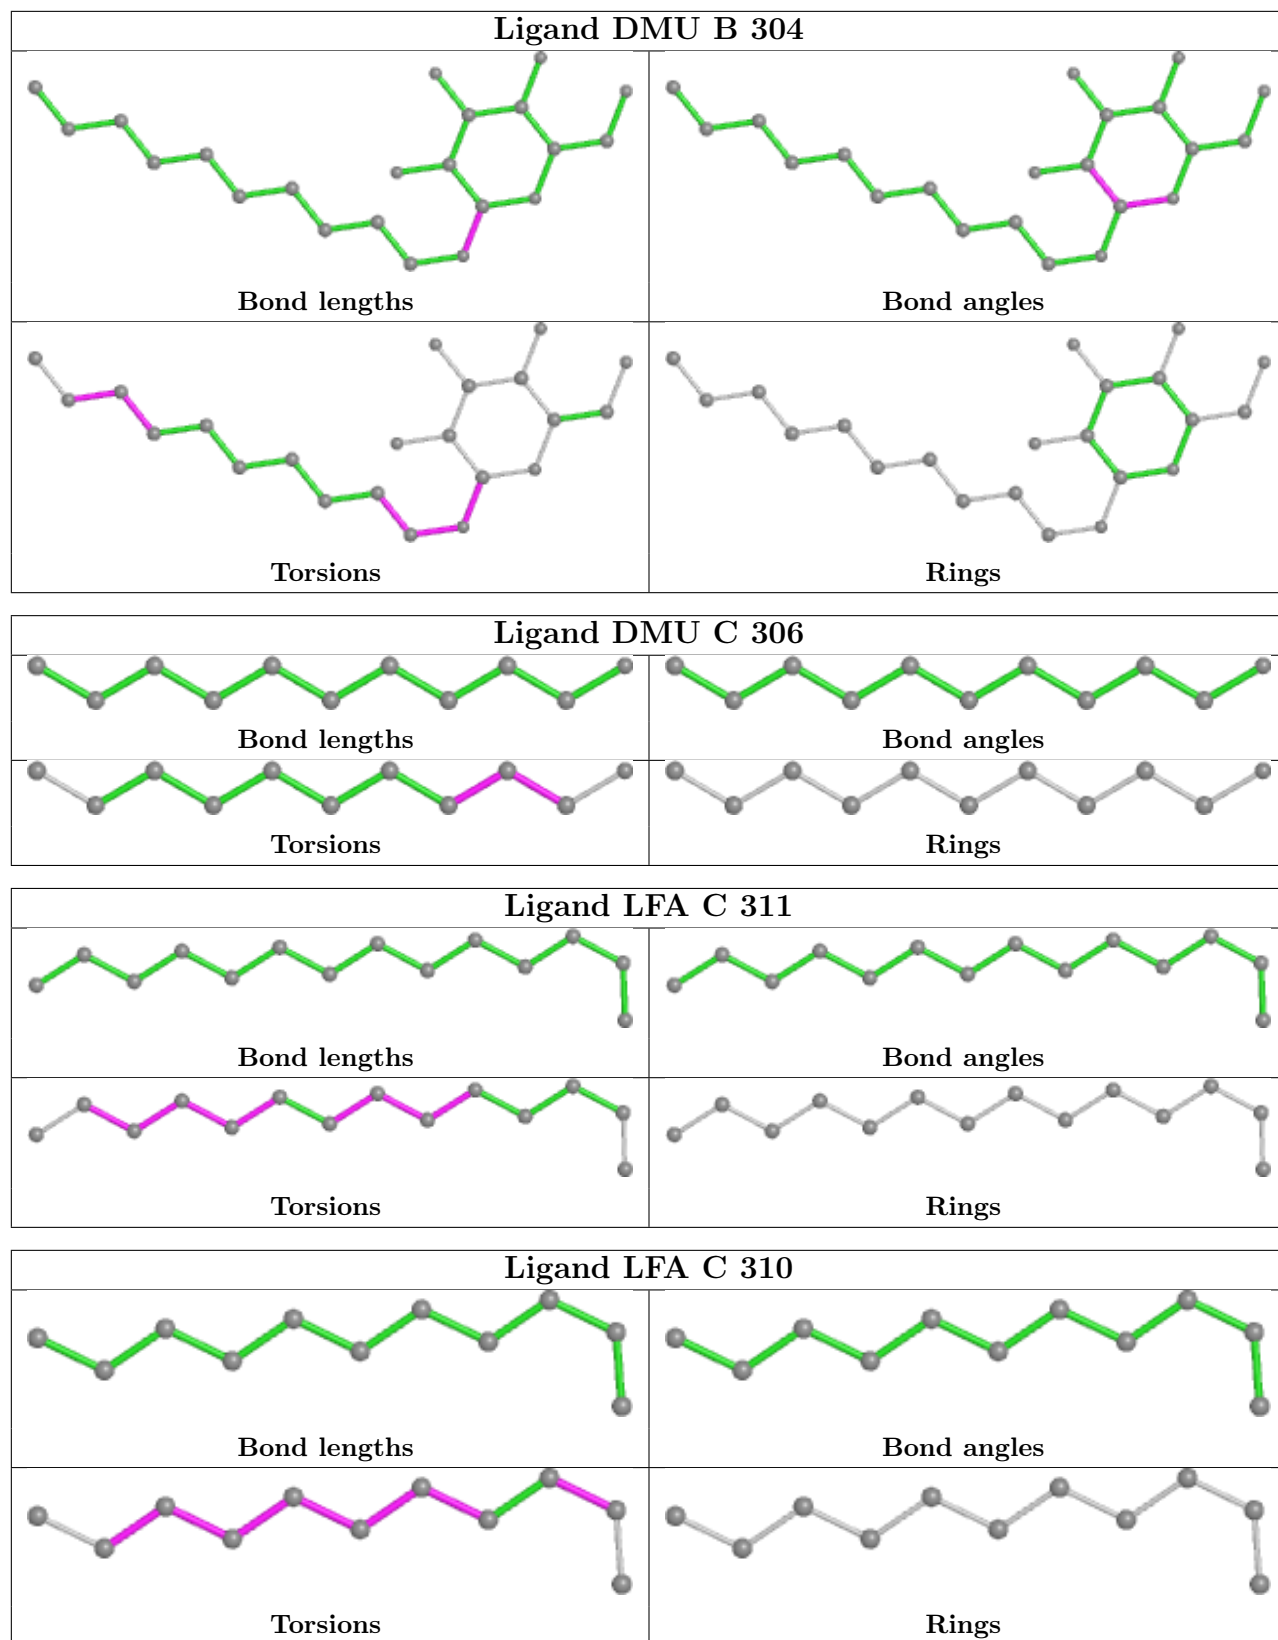 Ligand DMU B 304
Bond lengths
Bond angles
Torsions
Rings
Ligand DMU C 306
Bond lengths
Bond angles
Torsions
Rings
Ligand LFA C 311
Bond lengths
Bond angles
Torsions
Rings
Ligand LFA C 310
Bond lengths
Bond angles
Torsions
Rings